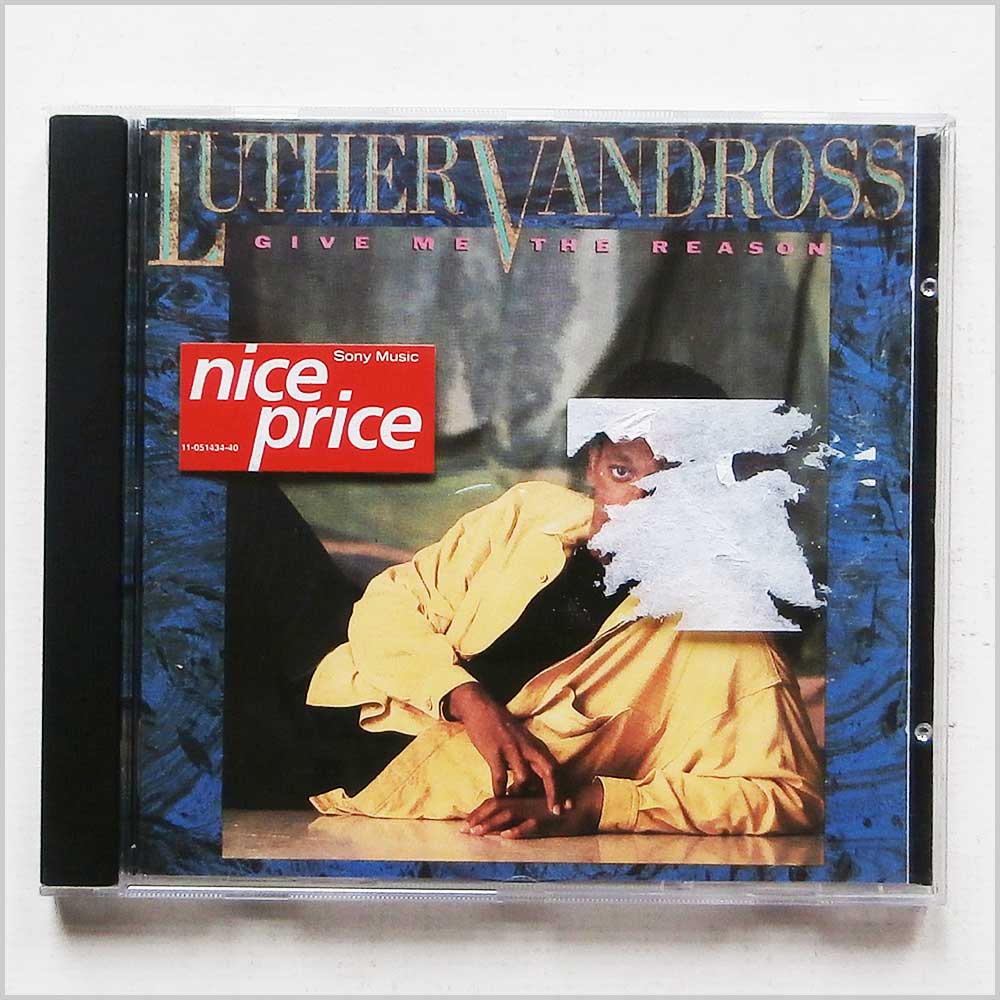 LUTHER VANDROSS
GIVE ME THE REASON
Sony Music
nice
price
11-051434-40